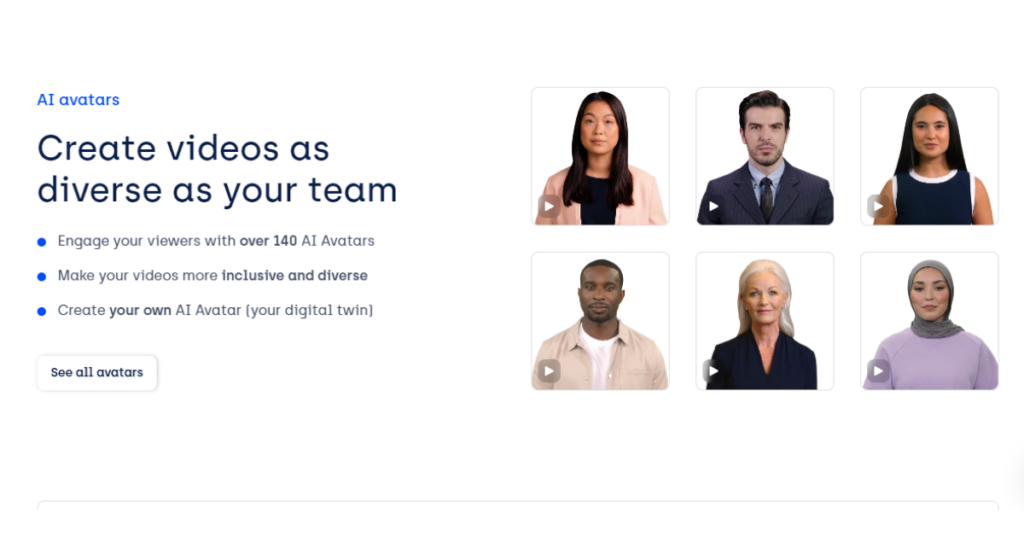 AI avatars
Create videos as
diverse as your team
Engage your viewers with over 140 AI Avatars
Make your videos more inclusive and diverse
Create your own AI Avatar (your digital twin)
See all avatars